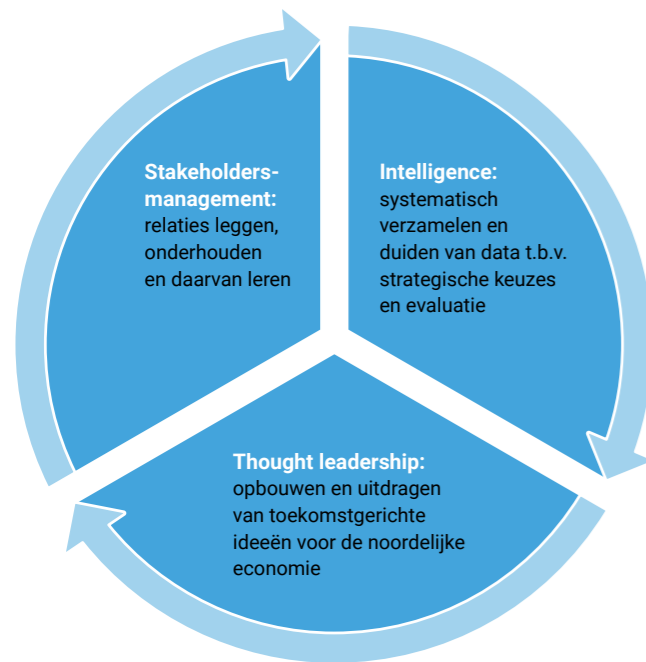 Stakeholders-
management:
relaties leggen,
onderhouden
en daarvan leren
Intelligence:
systematisch
verzamelen en
duiden van data t.b.v.
strategische keuzes
en evaluatie
Thought leadership:
opbouwen en uitdragen
van toekomstgerichte
ideeën voor de noordelijke
economie